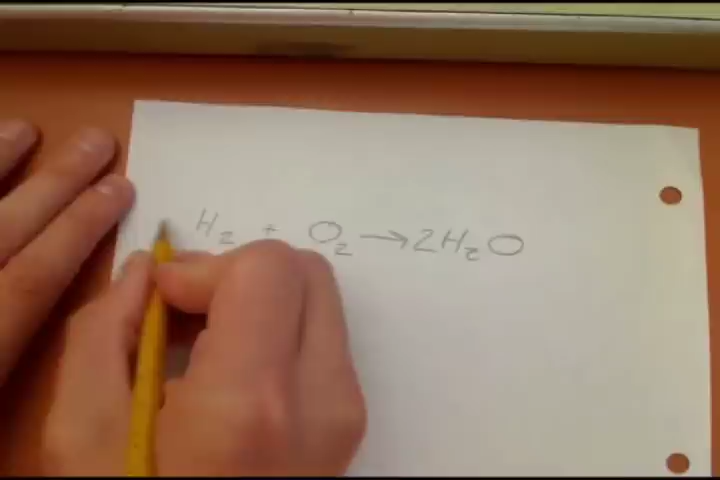 H₂ + O₂ → 2H₂O